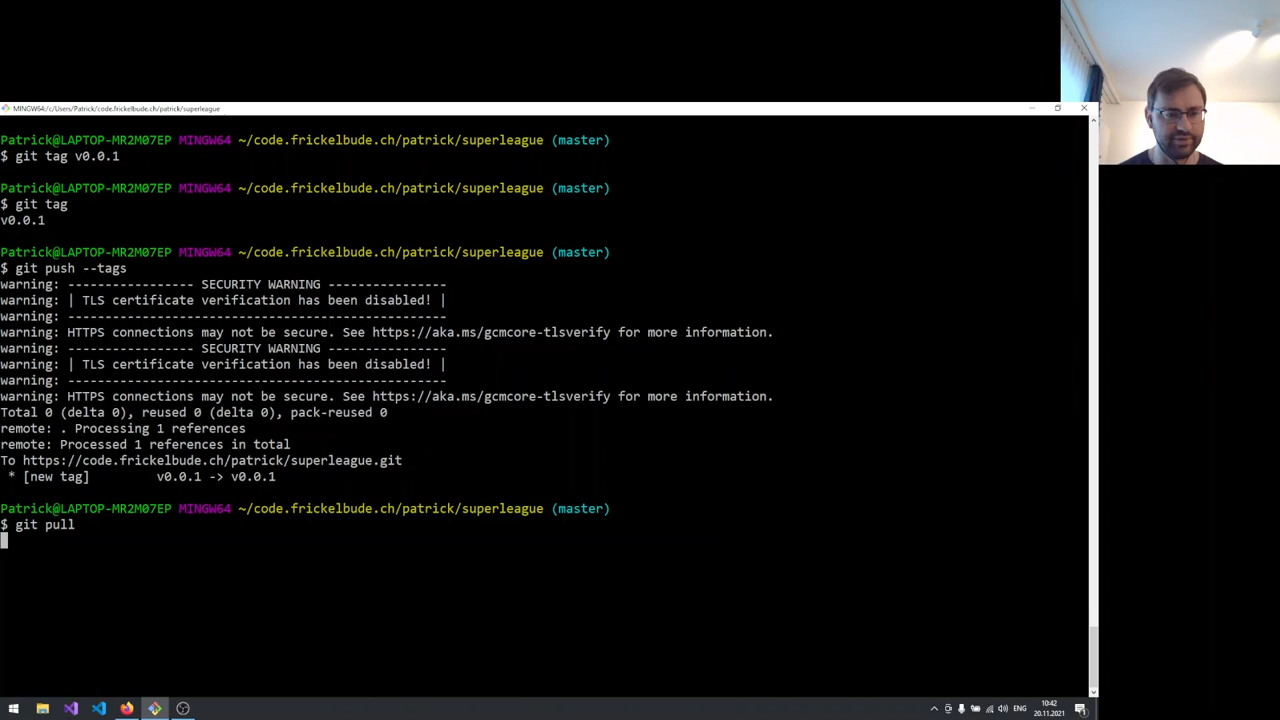 MINGW64:/c/Users/Patrick/code.frickelbude.ch/patrick/superleague
Patrick@LAPTOP-MR2M07EP MINGW64 ~/code.frickelbude.ch/patrick/superleague (master)
$ git tag v0.0.1
Patrick@LAPTOP-MR2M07EP MINGW64 ~/code.frickelbude.ch/patrick/superleague (master)
$ git tag
v0.0.1
Patrick@LAPTOP-MR2M07EP MINGW64 ~/code.frickelbude.ch/patrick/superleague (master)
$ git push --tags
warning: ----------------- SECURITY WARNING ----------------
warning: | TLS certificate verification has been disabled! |
warning: ---------------------------------------------------
warning: HTTPS connections may not be secure. See https://aka.ms/gcmcore-tlsverify for more information.
warning: ----------------- SECURITY WARNING ----------------
warning: | TLS certificate verification has been disabled! |
warning: ---------------------------------------------------
warning: HTTPS connections may not be secure. See https://aka.ms/gcmcore-tlsverify for more information.
Total 0 (delta 0), reused 0 (delta 0), pack-reused 0
remote: . Processing 1 references
remote: Processed 1 references in total
To https://code.frickelbude.ch/patrick/superleague.git
 * [new tag]         v0.0.1 -> v0.0.1
Patrick@LAPTOP-MR2M07EP MINGW64 ~/code.frickelbude.ch/patrick/superleague (master)
$ git pull
ENG
10:42
20.11.2021